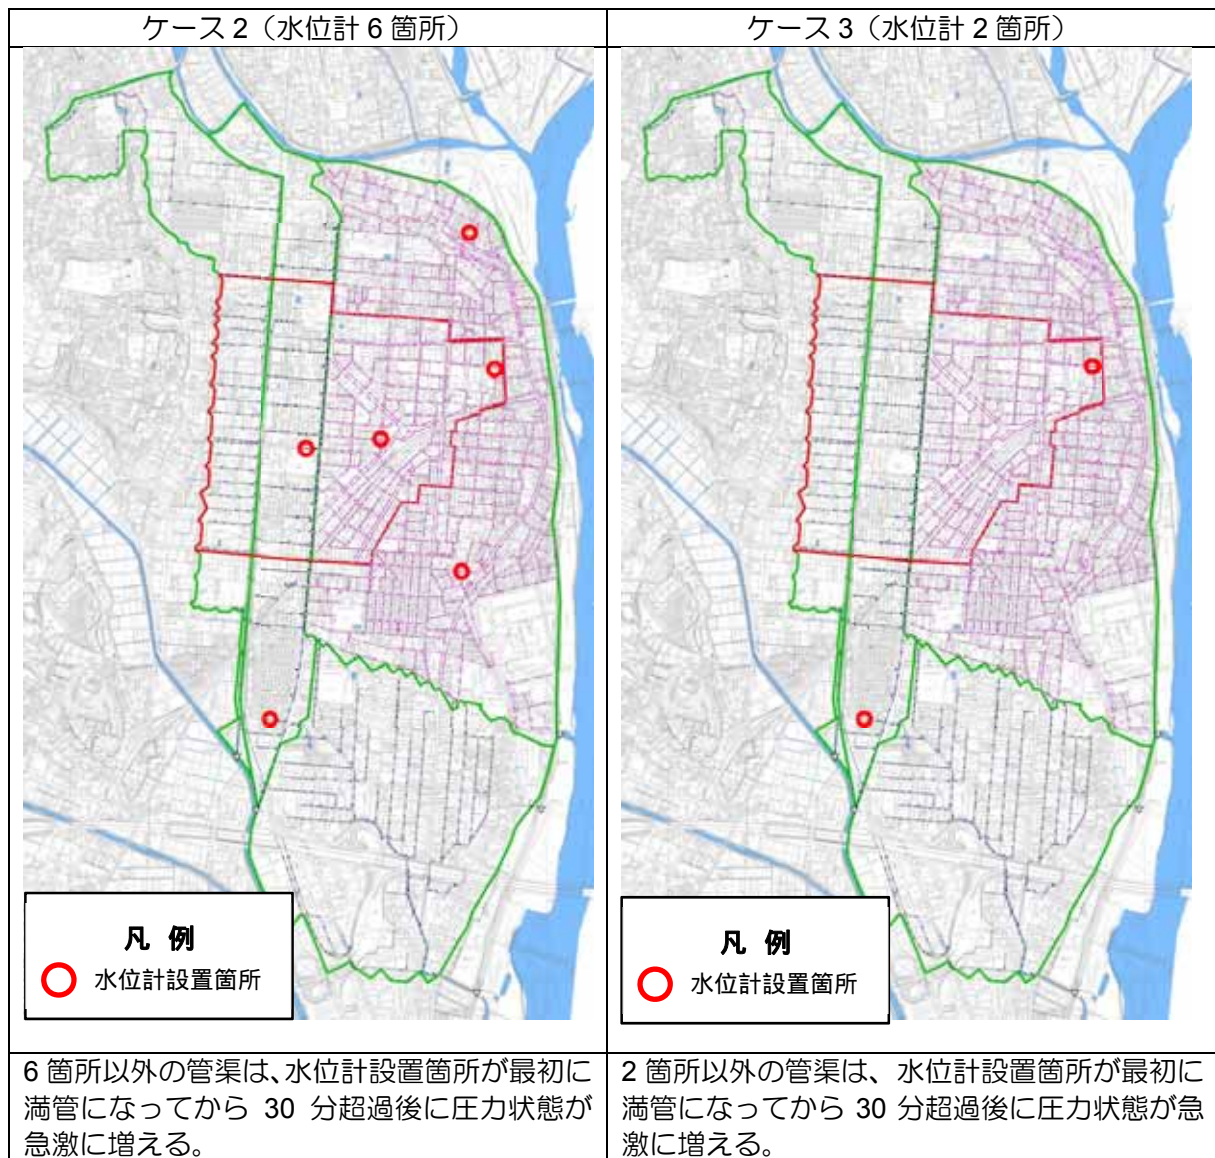 ケース 2（水位計 6 箇所）
ケース 3（水位計 2 箇所）
凡 例
水位計設置箇所
凡 例
水位計設置箇所
6 箇所以外の管渠は、水位計設置箇所が最初に
満管になってから 30 分超過後に圧力状態が
急激に増える。
2 箇所以外の管渠は、水位計設置箇所が最初に
満管になってから 30 分超過後に圧力状態が急
激に増える。